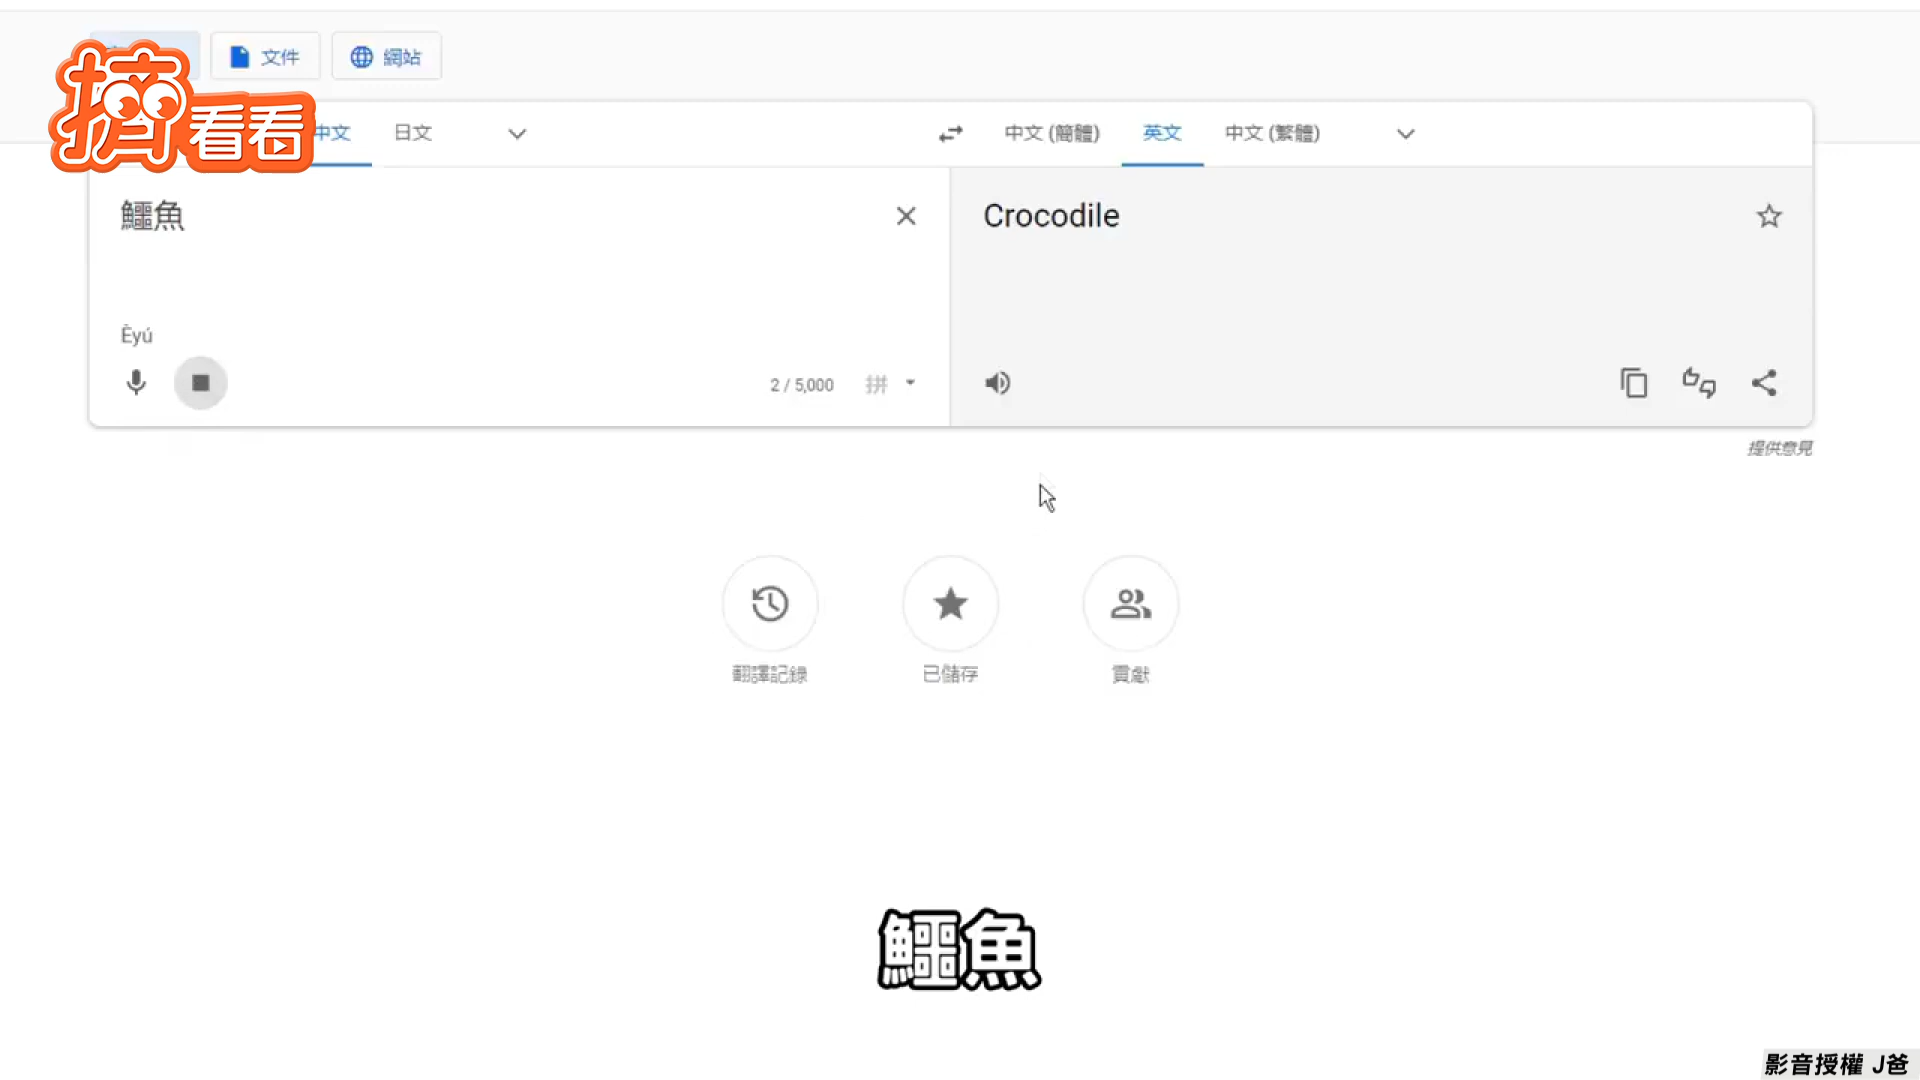 文件
網站
擠看看
中文
日文
中文 (簡體)
英文
中文 (繁體)
鱷魚
Crocodile
Èyú
2 / 5,000
拼
提供意見
翻譯記錄
已儲存
貢獻
鱷魚
影音授權 J爸